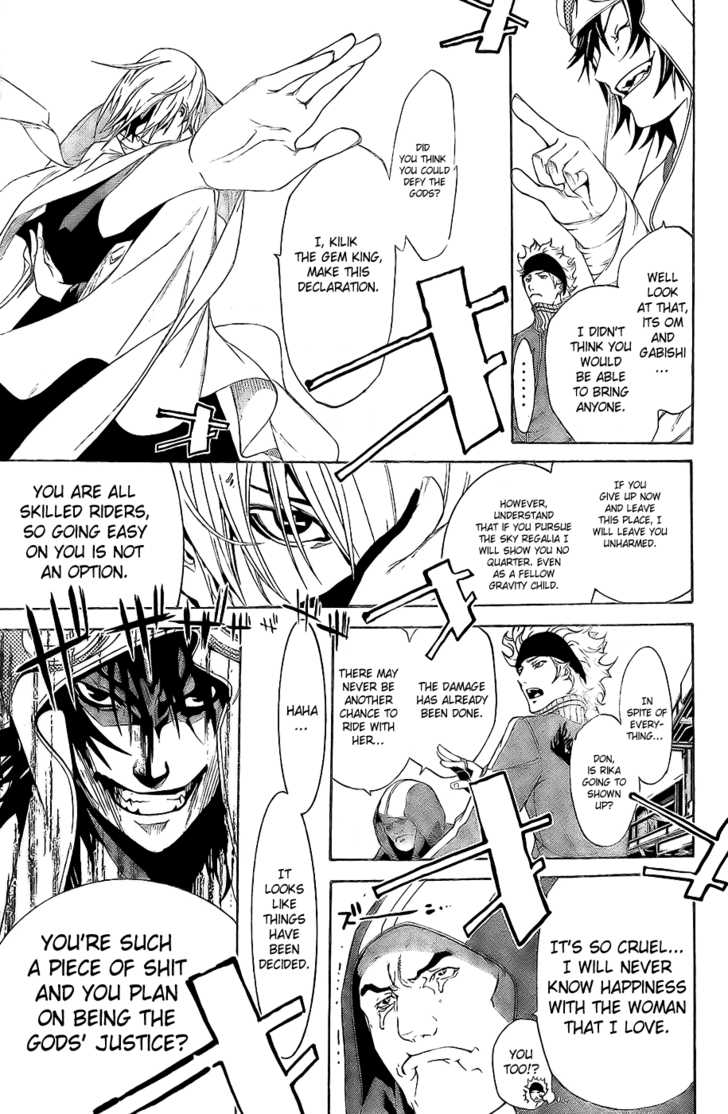 WELL
LOOK
AT THAT,
ITS OM
AND
GABISHI
...
I DIDN'T
THINK YOU
WOULD
BE ABLE
TO BRING
ANYONE.
......
DID
YOU THINK
YOU COULD
DEFY THE
GODS?
I, KILIK
THE GEM KING,
MAKE THIS
DECLARATION.
キ
IF YOU
GIVE UP NOW
AND LEAVE
THIS PLACE, I
WILL LEAVE YOU
UNHARMED.
HOWEVER,
UNDERSTAND
THAT IF YOU PURSUE
THE SKY REGALIA I
WILL SHOW YOU NO
QUARTER. EVEN
AS A FELLOW
GRAVITY CHILD.
YOU ARE ALL
SKILLED RIDERS,
SO GOING EASY
ON YOU IS NOT
AN OPTION.
IN
SPITE OF
EVERY-
THING...
DON,
IS RIKA
GOING TO
SHOW
UP?
THE DAMAGE
HAS ALREADY
BEEN DONE.
THERE MAY
NEVER BE
ANOTHER
CHANCE TO
RIDE WITH
HER...
IT'S SO CRUEL...
I WILL NEVER
KNOW HAPPINESS
WITH THE WOMAN
THAT I LOVE.
YOU
TOO!?
HAHA
...
IT
LOOKS
LIKE
THINGS
HAVE
BEEN
DECIDED.
YOU'RE SUCH
A PIECE OF SHIT
AND YOU PLAN
ON BEING THE
GODS' JUSTICE?